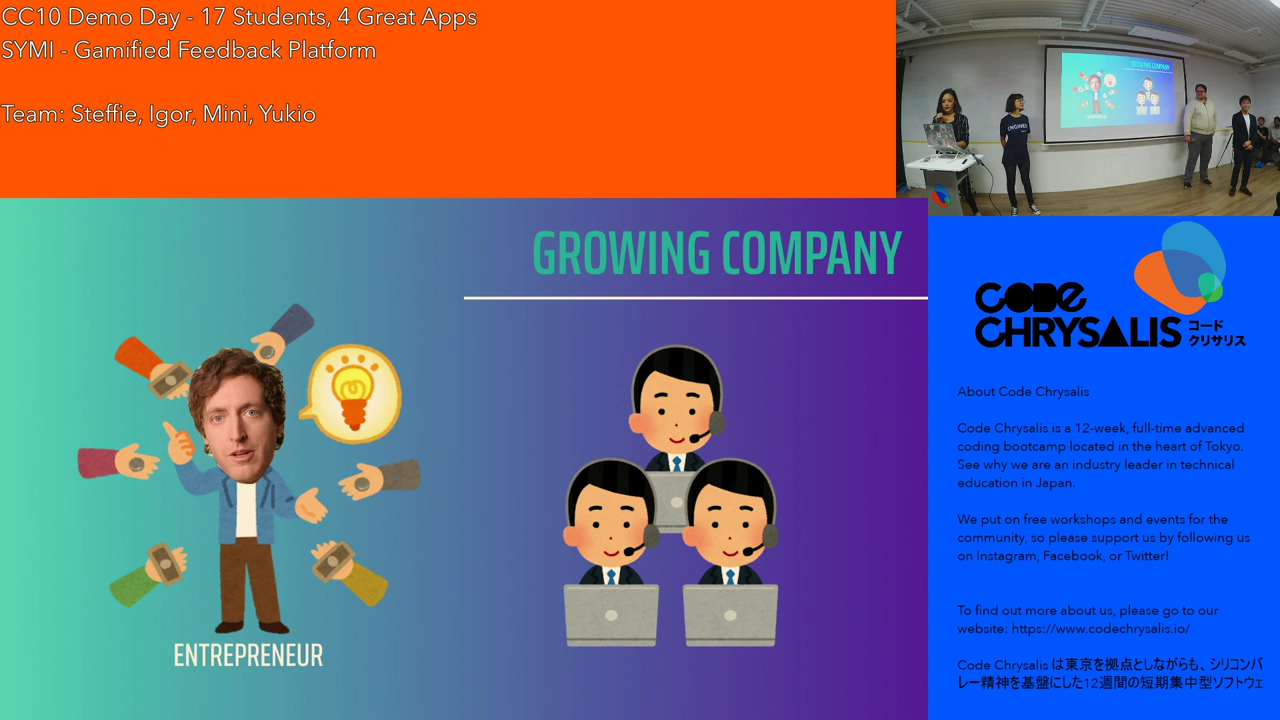 CC10 Demo Day - 17 Students, 4 Great Apps
SYMI - Gamified Feedback Platform
Team: Steffie, Igor, Mini, Yukio
GROWING COMPANY
GROWING COMPANY
ENTREPRENEUR
CODE
CHRYSALIS
コード
クリサリス
About Code Chrysalis
Code Chrysalis is a 12-week, full-time advanced
coding bootcamp located in the heart of Tokyo.
See why we are an industry leader in technical
education in Japan.
We put on free workshops and events for the
community, so please support us by following us
on Instagram, Facebook, or Twitter!
To find out more about us, please go to our
website: https://www.codechrysalis.io/
Code Chrysalis は東京を拠点としながらも、シリコンバ
レー精神を基盤にした12週間の短期集中型ソフトウェ